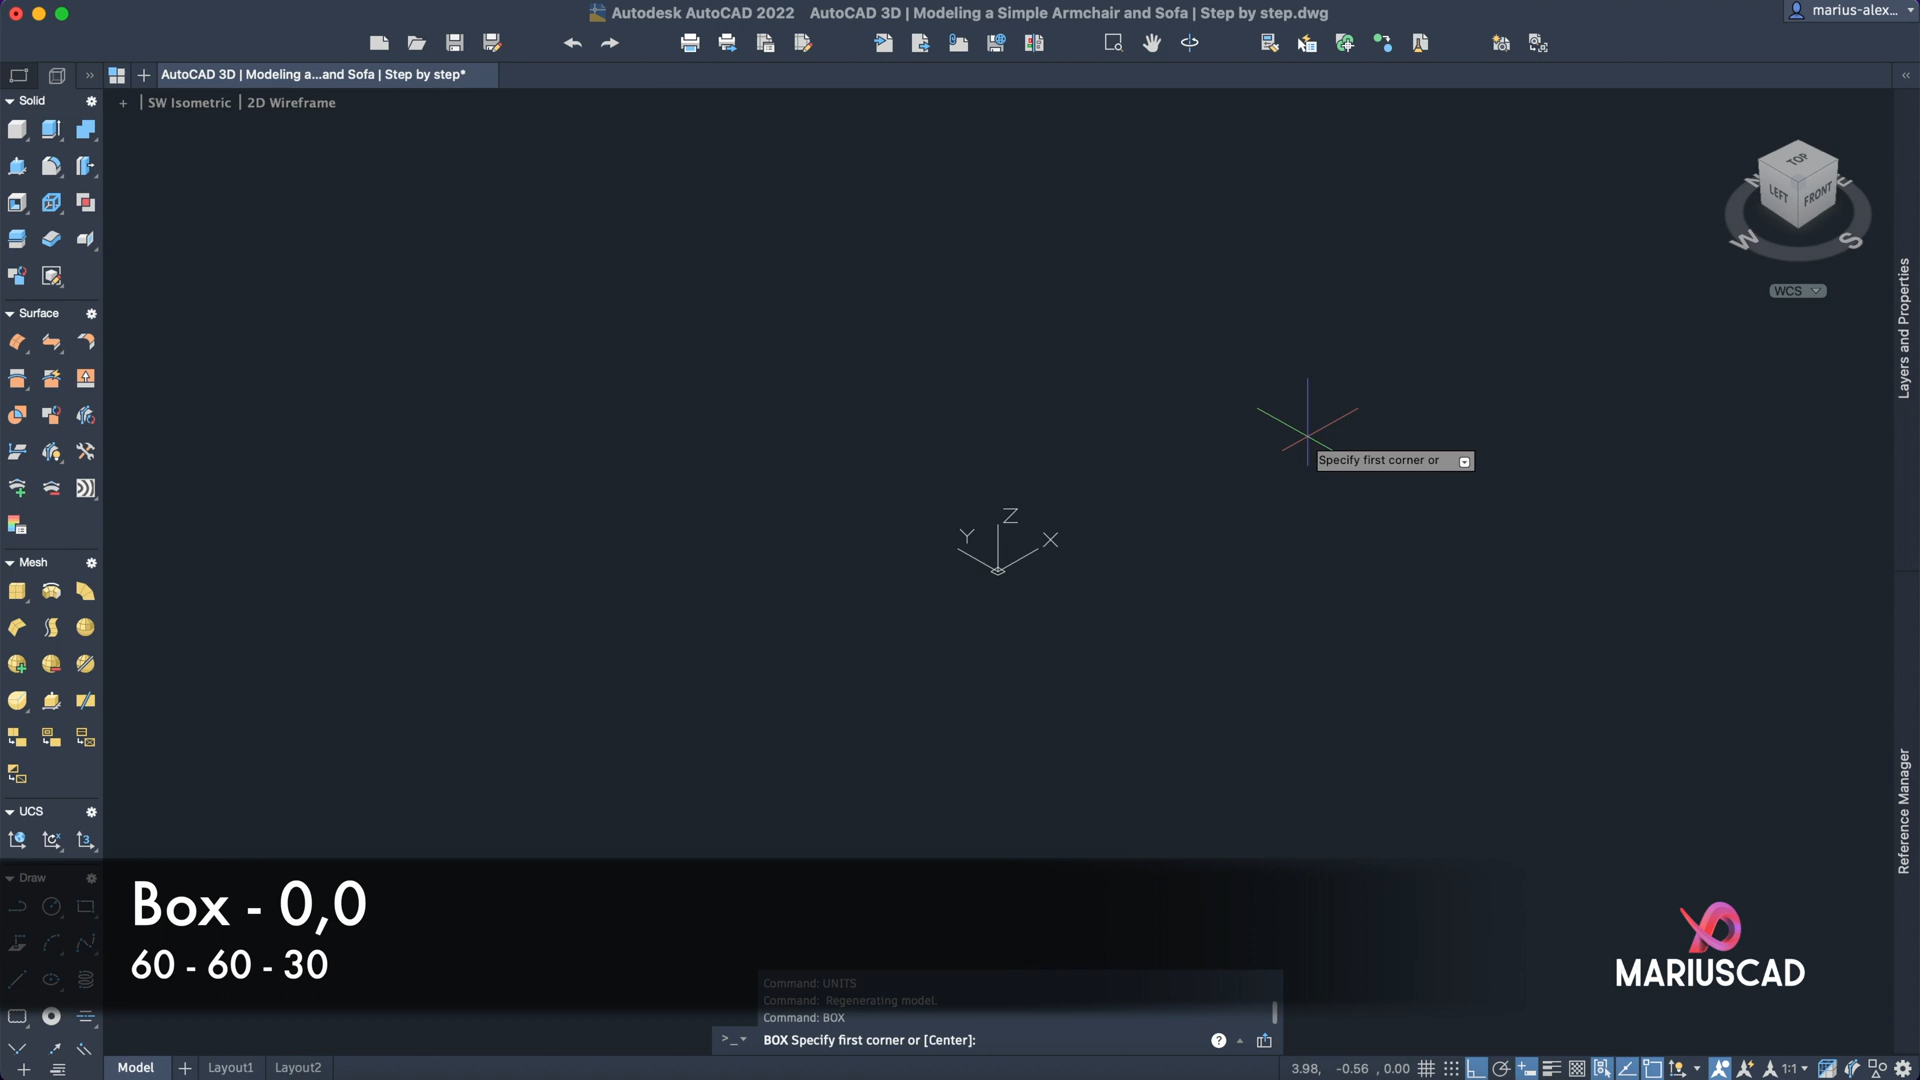 Autodesk AutoCAD 2022 AutoCAD 3D | Modeling a Simple Armchair and Sofa | Step by step.dwg
marius-alex...
AutoCAD 3D | Modeling a...and Sofa | Step by step*
Solid
+ | SW Isometric | 2D Wireframe
TOP
LEFT
FRONT
N
E
W
S
WCS
Layers and Properties
Surface
Specify first corner or
Z
Y
X
Mesh
Reference Manager
UCS
Draw
Box - 0,0
60 - 60 - 30
MARIUSCAD
Command: UNITS
Command: Regenerating model.
Command: BOX
>_ BOX Specify first corner or [Center]:
Model
Layout1
Layout2
3.98, -0.56 , 0.00
1:1